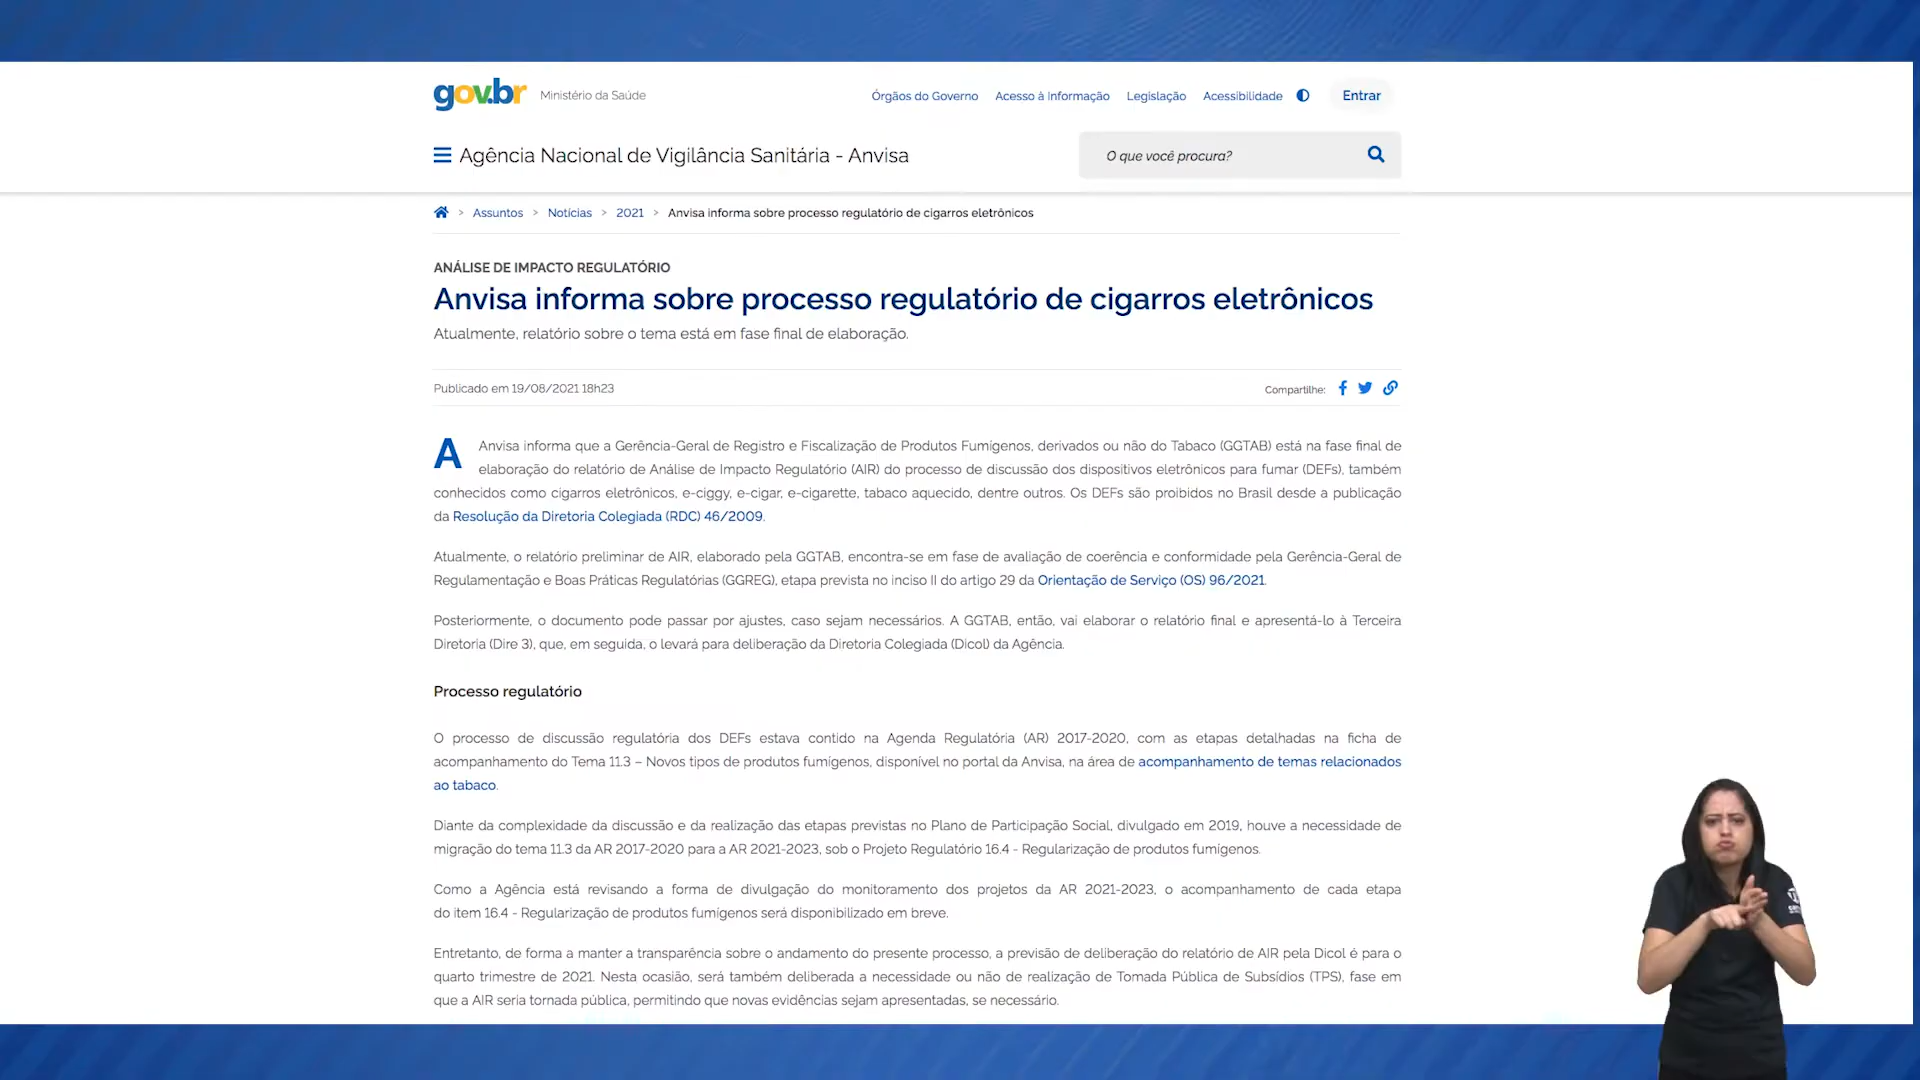 gov.br Ministério da Saúde
Órgãos do Governo Acesso à Informação Legislação Acessibilidade Entrar
Agência Nacional de Vigilância Sanitária - Anvisa
O que você procura?
> Assuntos > Notícias > 2021 > Anvisa informa sobre processo regulatório de cigarros eletrônicos
ANÁLISE DE IMPACTO REGULATÓRIO
Anvisa informa sobre processo regulatório de cigarros eletrônicos
Atualmente, relatório sobre o tema está em fase final de elaboração.
Publicado em 19/08/2021 18h23
Compartilhe:
A Anvisa informa que a Gerência-Geral de Registro e Fiscalização de Produtos Fumígenos, derivados ou não do Tabaco (GGTAB) está na fase final de
elaboração do relatório de Análise de Impacto Regulatório (AIR) do processo de discussão dos dispositivos eletrônicos para fumar (DEFs), também
conhecidos como cigarros eletrônicos, e-ciggy, e-cigar, e-cigarette, tabaco aquecido, dentre outros. Os DEFs são proibidos no Brasil desde a publicação
da Resolução da Diretoria Colegiada (RDC) 46/2009.
Atualmente, o relatório preliminar de AIR, elaborado pela GGTAB, encontra-se em fase de avaliação de coerência e conformidade pela Gerência-Geral de
Regulamentação e Boas Práticas Regulatórias (GGREG), etapa prevista no inciso II do artigo 29 da Orientação de Serviço (OS) 96/2021.
Posteriormente, o documento pode passar por ajustes, caso sejam necessários. A GGTAB, então, vai elaborar o relatório final e apresentá-lo à Terceira
Diretoria (Dire 3), que, em seguida, o levará para deliberação da Diretoria Colegiada (Dicol) da Agência.
Processo regulatório
O processo de discussão regulatória dos DEFs estava contido na Agenda Regulatória (AR) 2017-2020, com as etapas detalhadas na ficha de
acompanhamento do Tema 11.3 – Novos tipos de produtos fumígenos, disponível no portal da Anvisa, na área de acompanhamento de temas relacionados
ao tabaco.
Diante da complexidade da discussão e da realização das etapas previstas no Plano de Participação Social, divulgado em 2019, houve a necessidade de
migração do tema 11.3 da AR 2017-2020 para a AR 2021-2023, sob o Projeto Regulatório 16.4 - Regularização de produtos fumígenos.
Como a Agência está revisando a forma de divulgação do monitoramento dos projetos da AR 2021-2023, o acompanhamento de cada etapa
do item 16.4 - Regularização de produtos fumígenos será disponibilizado em breve.
Entretanto, de forma a manter a transparência sobre o andamento do presente processo, a previsão de deliberação do relatório de AIR pela Dicol é para o
quarto trimestre de 2021. Nesta ocasião, será também deliberada a necessidade ou não de realização de Tomada Pública de Subsídios (TPS), fase em
que a AIR seria tornada pública, permitindo que novas evidências sejam apresentadas, se necessário.